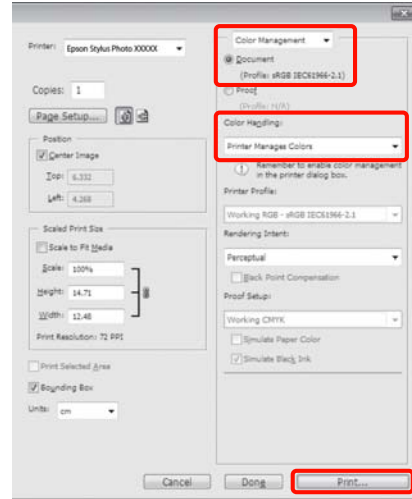 Printer: Epson Stylus Photo XXXXX
Copies: 1
Page Setup...
Position
Center Image
Top: 6.332
Left: 4.268
Scaled Print Size
Scale to Fit Media
Scale: 100%
Height: 14.71
Width: 12.48
Print Resolution: 72 PPI
Print Selected Area
Bounding Box
Units: cm
Color Management
Document
(Profile: sRGB IEC61966-2.1)
Proof
(Profile: N/A)
Color Handling:
Printer Manages Colors
Remember to enable color management
in the printer dialog box.
Printer Profile:
Working RGB - sRGB IEC61966-2.1
Rendering Intent:
Perceptual
Black Point Compensation
Proof Setup:
Working CMYK
Simulate Paper Color
Simulate Black Ink
Cancel
Done
Print...